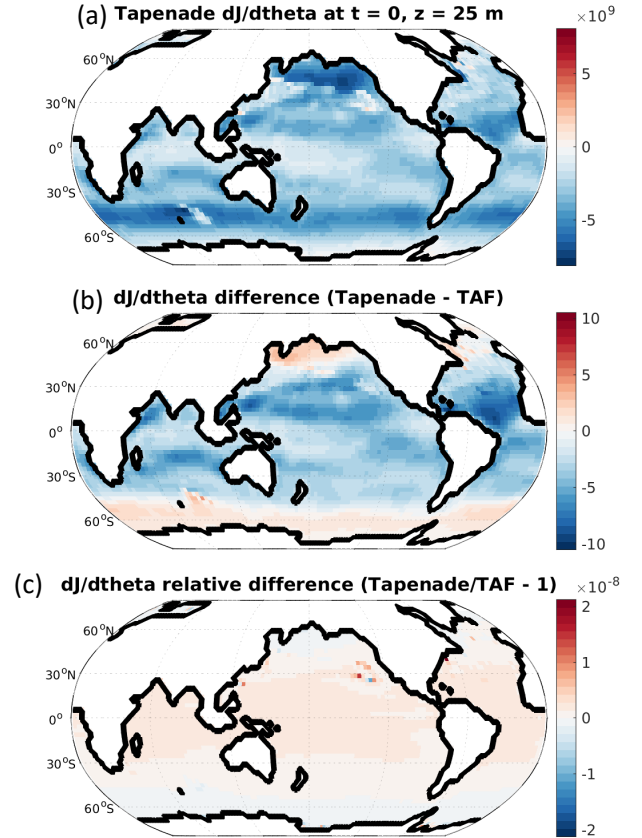 (a) Tapenade dJ/dtheta at t = 0, z = 25 m
×10⁹
60°N
30°N
0°
30°S
60°S
5
0
-5
(b) dJ/dtheta difference (Tapenade - TAF)
60°N
30°N
0°
30°S
60°S
10
5
0
-5
-10
(c) dJ/dtheta relative difference (Tapenade/TAF - 1)
×10⁻⁸
60°N
30°N
0°
30°S
60°S
2
1
0
-1
-2